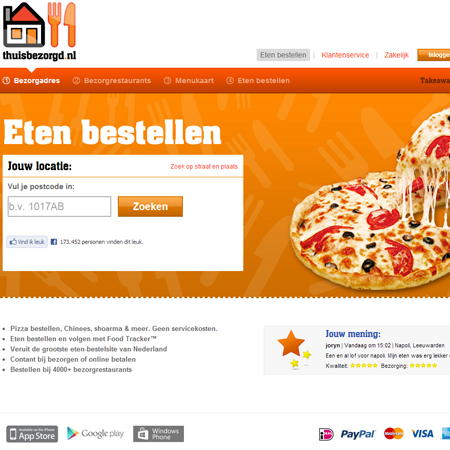 thuisbezorgd.nl
Eten bestellen | Klantenservice | Zakelijk
1 Bezorgadres 2 Bezorgrestaurants 3 Menukaart 4 Eten bestellen
Eten bestellen
Jouw locatie: Zoek op straat en plaats
Vul je postcode in:
b.v. 1017AB Zoeken
Vind ik leuk 173.452 personen vinden dit leuk.
Pizza bestellen, Chinees, shoarma & meer. Geen servicekosten.
Eten bestellen en volgen met Food Tracker™
Veruit de grootste eten-bestelsite van Nederland
Contant bij bezorgen of online betalen
Bestellen bij 4000+ bezorgrestaurants
Jouw mening:
joryn | Vandaag om 15:02 | Napoli, Leeuwarden
Een en al lof voor napoli. Mijn eten was erg lekker
Kwaliteit: Bezorging:
Available on the iPhone
App Store
Google play
Windows
Phone
iDEAL PayPal MasterCard VISA AM
EX